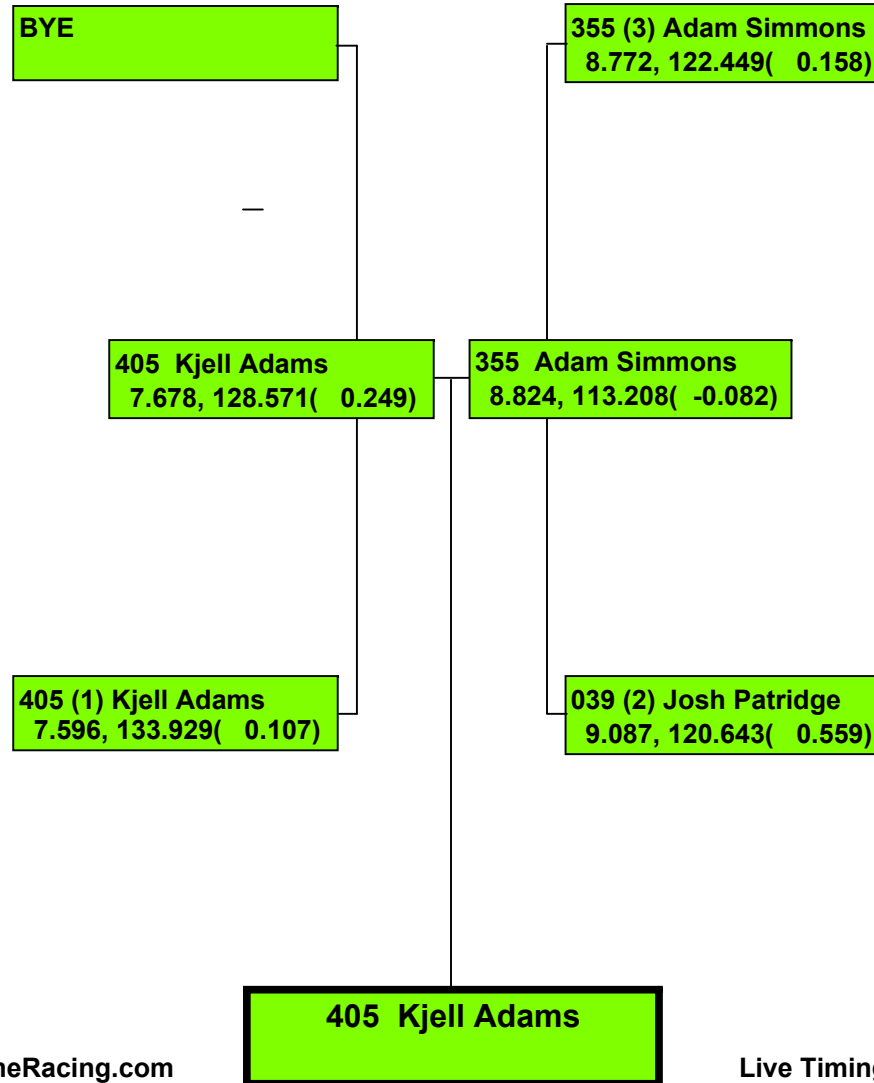 BYE
355 (3) Adam Simmons
8.772, 122.449( 0.158)
405 Kjell Adams
7.678, 128.571( 0.249)
355 Adam Simmons
8.824, 113.208( -0.082)
405 (1) Kjell Adams
7.596, 133.929( 0.107)
039 (2) Josh Patridge
9.087, 120.643( 0.559)
405 Kjell Adams
neRacing.com
Live Timing